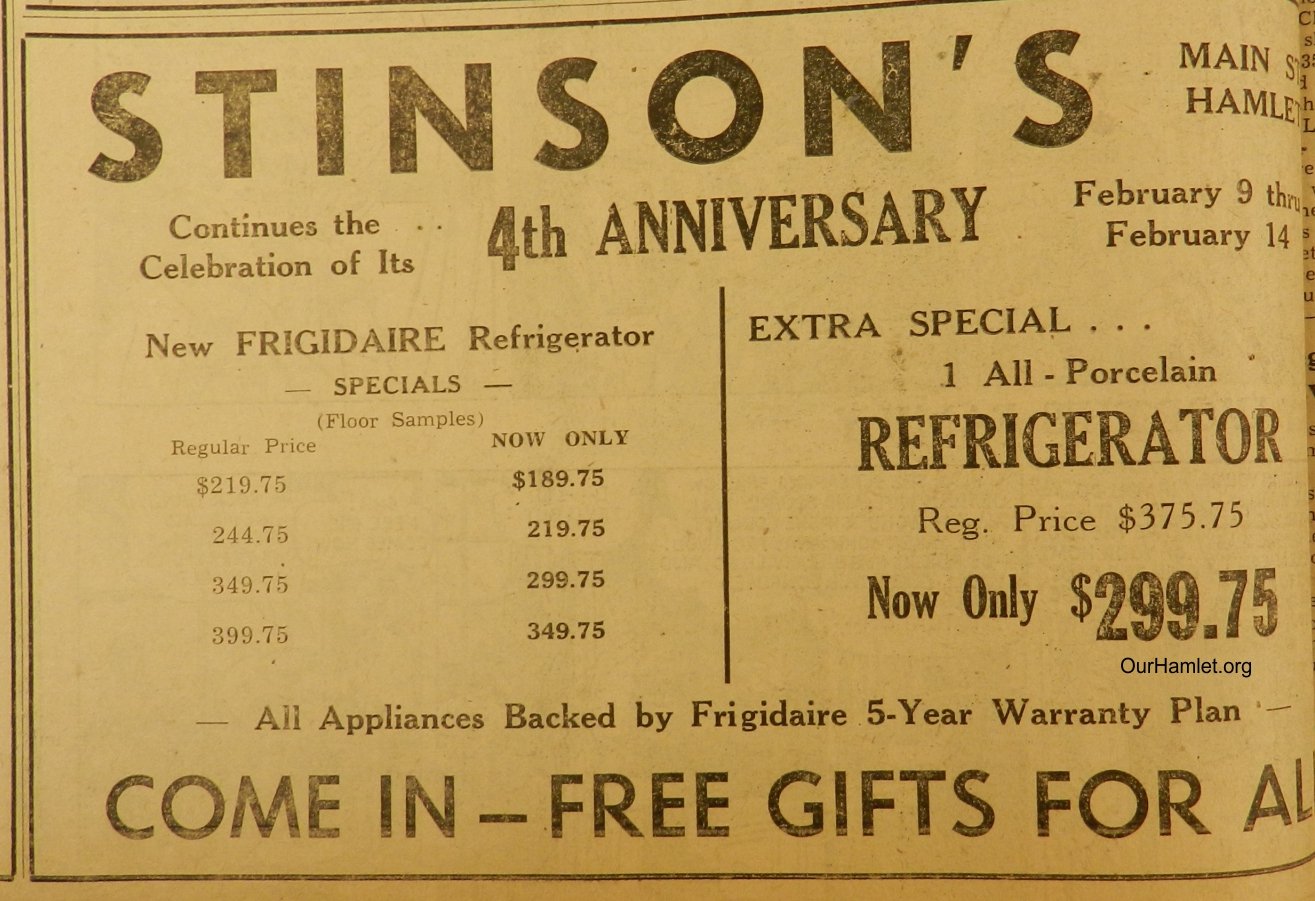 STINSON'S
MAIN
HAMLET
Continues the . .
Celebration of Its
4th ANNIVERSARY
February 9 thru
February 14
New FRIGIDAIRE Refrigerator
— SPECIALS —
(Floor Samples)
Regular Price NOW ONLY
$219.75 $189.75
244.75 219.75
349.75 299.75
399.75 349.75
EXTRA SPECIAL . . .
1 All - Porcelain
REFRIGERATOR
Reg. Price $375.75
Now Only $299.75
OurHamlet.org
— All Appliances Backed by Frigidaire 5-Year Warranty Plan —
COME IN – FREE GIFTS FOR